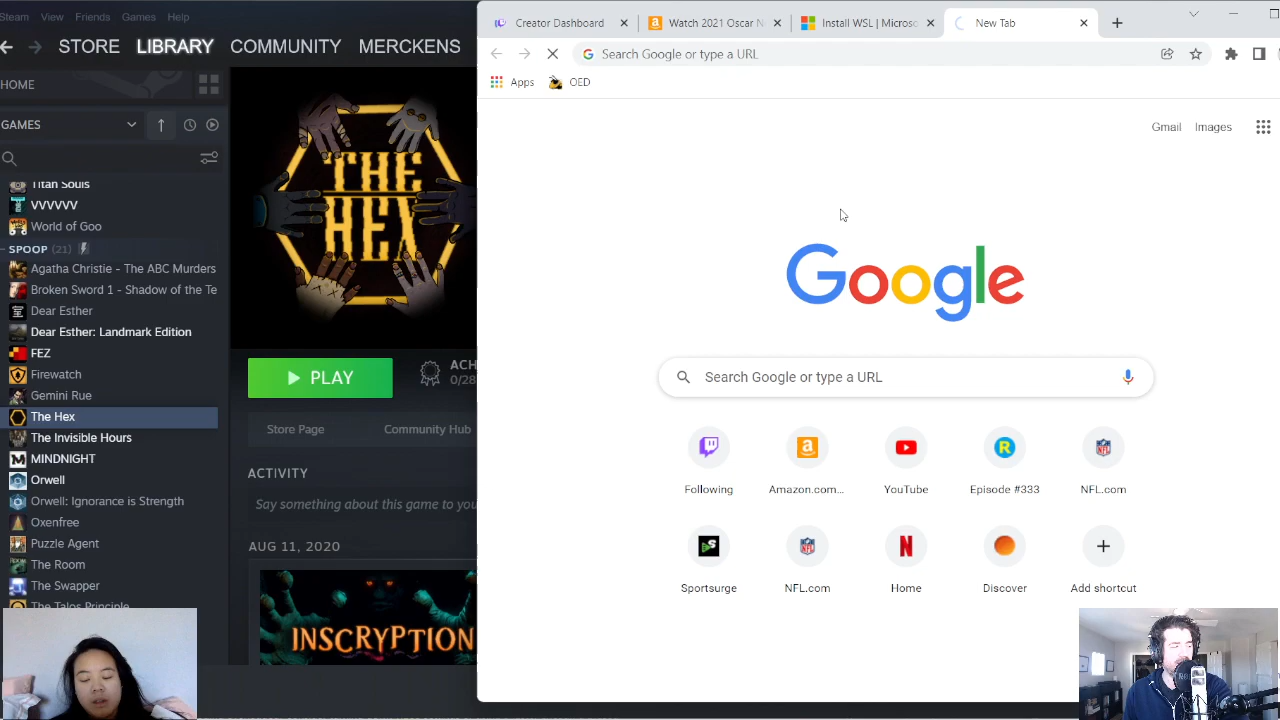 Steam View Friends Games Help
STORE LIBRARY COMMUNITY MERCKENS
HOME
GAMES
Titan Souls
VVVVVV
World of Goo
SPOOP (21)
Agatha Christie - The ABC Murders
Broken Sword 1 - Shadow of the Te
Dear Esther
Dear Esther: Landmark Edition
FEZ
Firewatch
Gemini Rue
The Hex
The Invisible Hours
MINDNIGHT
Orwell
Orwell: Ignorance is Strength
Oxenfree
Puzzle Agent
The Room
The Swapper
The Talos Principle
THE
HEX
PLAY
ACH
0/28
Store Page Community Hub
ACTIVITY
Say something about this game to you
AUG 11, 2020
INSCRYPTION
Creator Dashboard
Watch 2021 Oscar N
Install WSL | Microso
New Tab
Search Google or type a URL
Apps OED
Gmail Images
Google
Search Google or type a URL
Following Amazon.com... YouTube Episode #333 NFL.com
Sportsurge NFL.com Home Discover Add shortcut